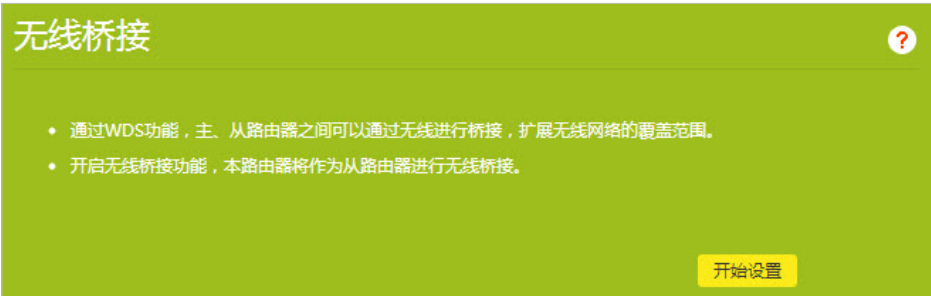 无线桥接
?
• 通过WDS功能，主、从路由器之间可以通过无线进行桥接，扩展无线网络的覆盖范围。
• 开启无线桥接功能，本路由器将作为从路由器进行无线桥接。
开始设置